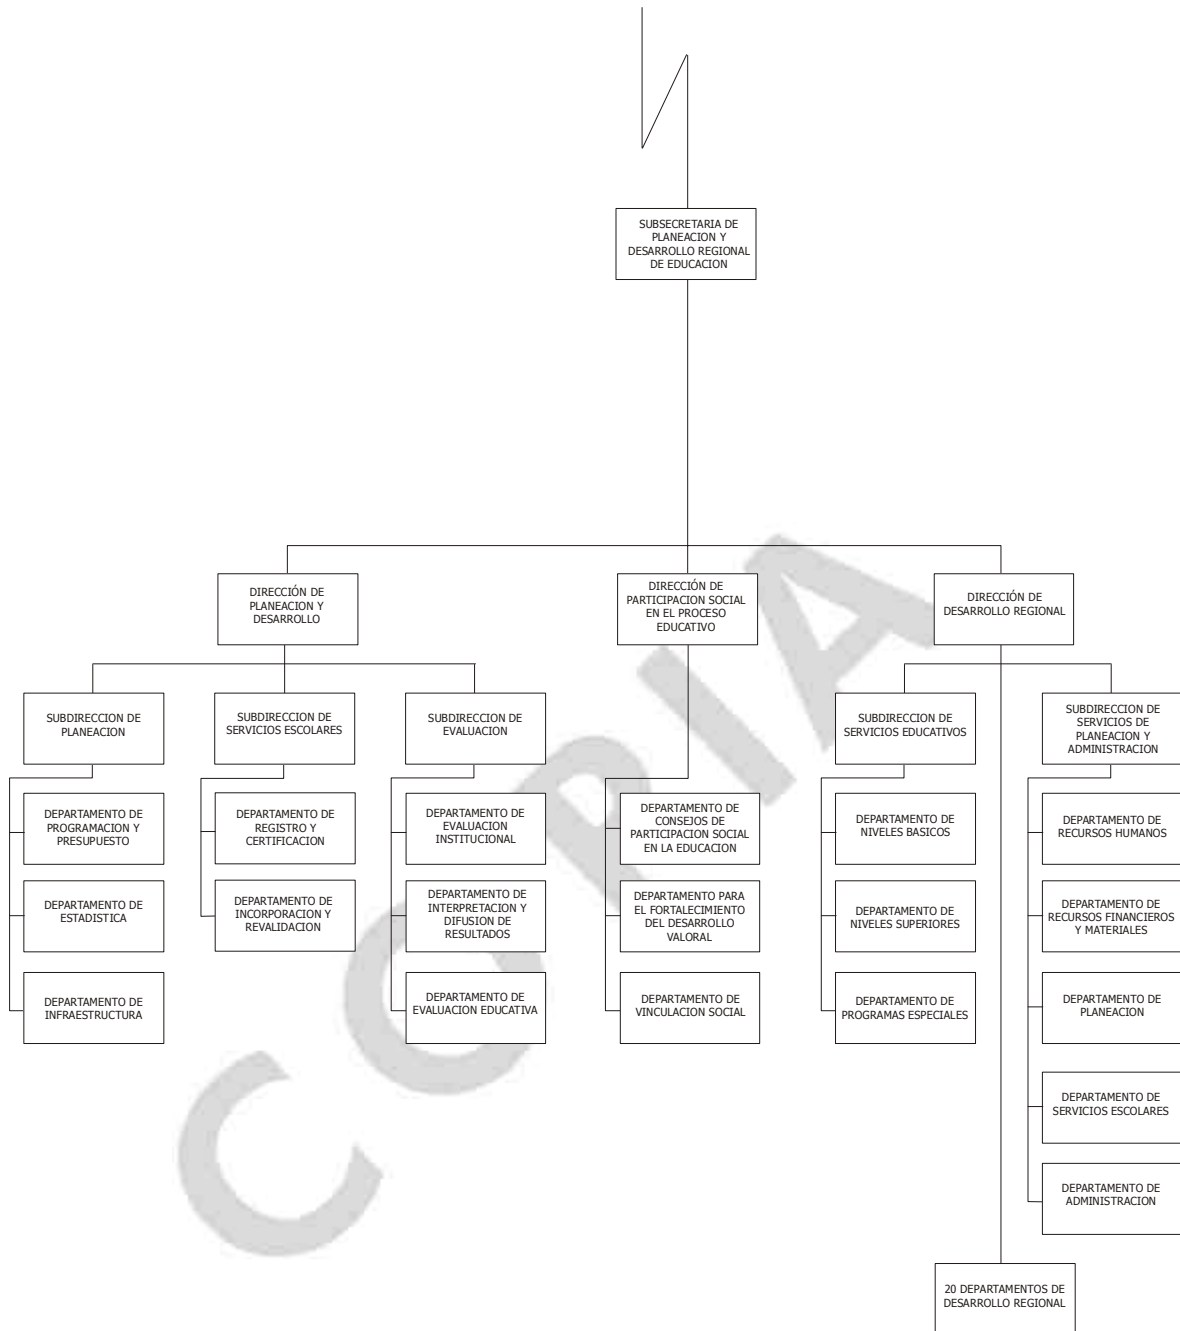 SUBSECRETARIA DE
PLANEACION Y
DESARROLLO REGIONAL
DE EDUCACION
DIRECCIÓN DE
PLANEACION Y
DESARROLLO
DIRECCIÓN DE
PARTICIPACION SOCIAL
EN EL PROCESO
EDUCATIVO
DIRECCIÓN DE
DESARROLLO REGIONAL
SUBDIRECCION DE
PLANEACION
SUBDIRECCION DE
SERVICIOS ESCOLARES
SUBDIRECCION DE
EVALUACION
SUBDIRECCION DE
SERVICIOS EDUCATIVOS
SUBDIRECCION DE
SERVICIOS DE
PLANEACION Y
ADMINISTRACION
DEPARTAMENTO DE
PROGRAMACION Y
PRESUPUESTO
DEPARTAMENTO DE
REGISTRO Y
CERTIFICACION
DEPARTAMENTO DE
EVALUACION
INSTITUCIONAL
DEPARTAMENTO DE
CONSEJOS DE
PARTICIPACION SOCIAL
EN LA EDUCACION
DEPARTAMENTO DE
NIVELES BASICOS
DEPARTAMENTO DE
RECURSOS HUMANOS
DEPARTAMENTO DE
ESTADISTICA
DEPARTAMENTO DE
INCORPORACION Y
REVALIDACION
DEPARTAMENTO DE
INTERPRETACION Y
DIFUSION DE
RESULTADOS
DEPARTAMENTO PARA
EL FORTALECIMIENTO
DEL DESARROLLO
VALORAL
DEPARTAMENTO DE
NIVELES SUPERIORES
DEPARTAMENTO DE
RECURSOS FINANCIEROS
Y MATERIALES
DEPARTAMENTO DE
INFRAESTRUCTURA
DEPARTAMENTO DE
EVALUACION EDUCATIVA
DEPARTAMENTO DE
VINCULACION SOCIAL
DEPARTAMENTO DE
PROGRAMAS ESPECIALES
DEPARTAMENTO DE
PLANEACION
DEPARTAMENTO DE
SERVICIOS ESCOLARES
DEPARTAMENTO DE
ADMINISTRACION
20 DEPARTAMENTOS DE
DESARROLLO REGIONAL
COPIA